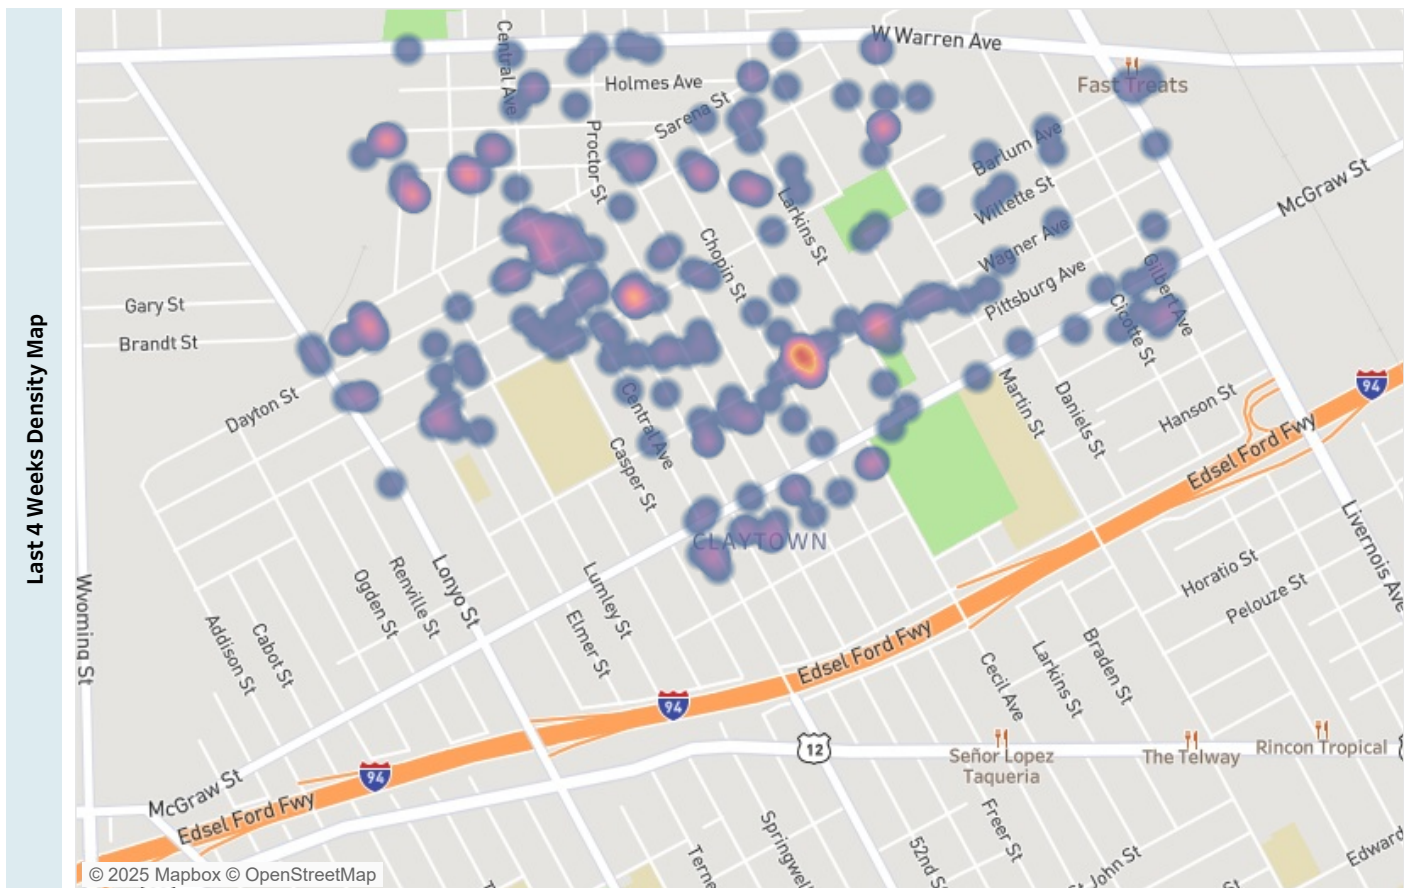 Last 4 Weeks Density Map
W Warren Ave
Central Ave
Holmes Ave
Fast Treats
Sarena St
Proctor St
Barlum Ave
McGraw St
Willette St
Larkins St
Wagner Ave
Chopin St
Pittsburg Ave
Gilbert Ave
Gary St
Brandt St
Cicotte St
Dayton St
Central Ave
Casper St
Martin St
Daniels St
Hanson St
94
Edsel Ford Fwy
CLAYTOWN
Livernois Ave
Wyoming St
Lonyo St
Renville St
Ogden St
Lumley St
Elmer St
Horatio St
Pelouze St
Addison St
Cabot St
Edsel Ford Fwy
Cecil Ave
Larkins St
Braden St
94
12
Señor Lopez
Taqueria
The Telway
Rincon Tropical
94
McGraw St
Edsel Ford Fwy
Springwel
Terne
52nd S
Freer St
St John St
Edward
© 2025 Mapbox © OpenStreetMap